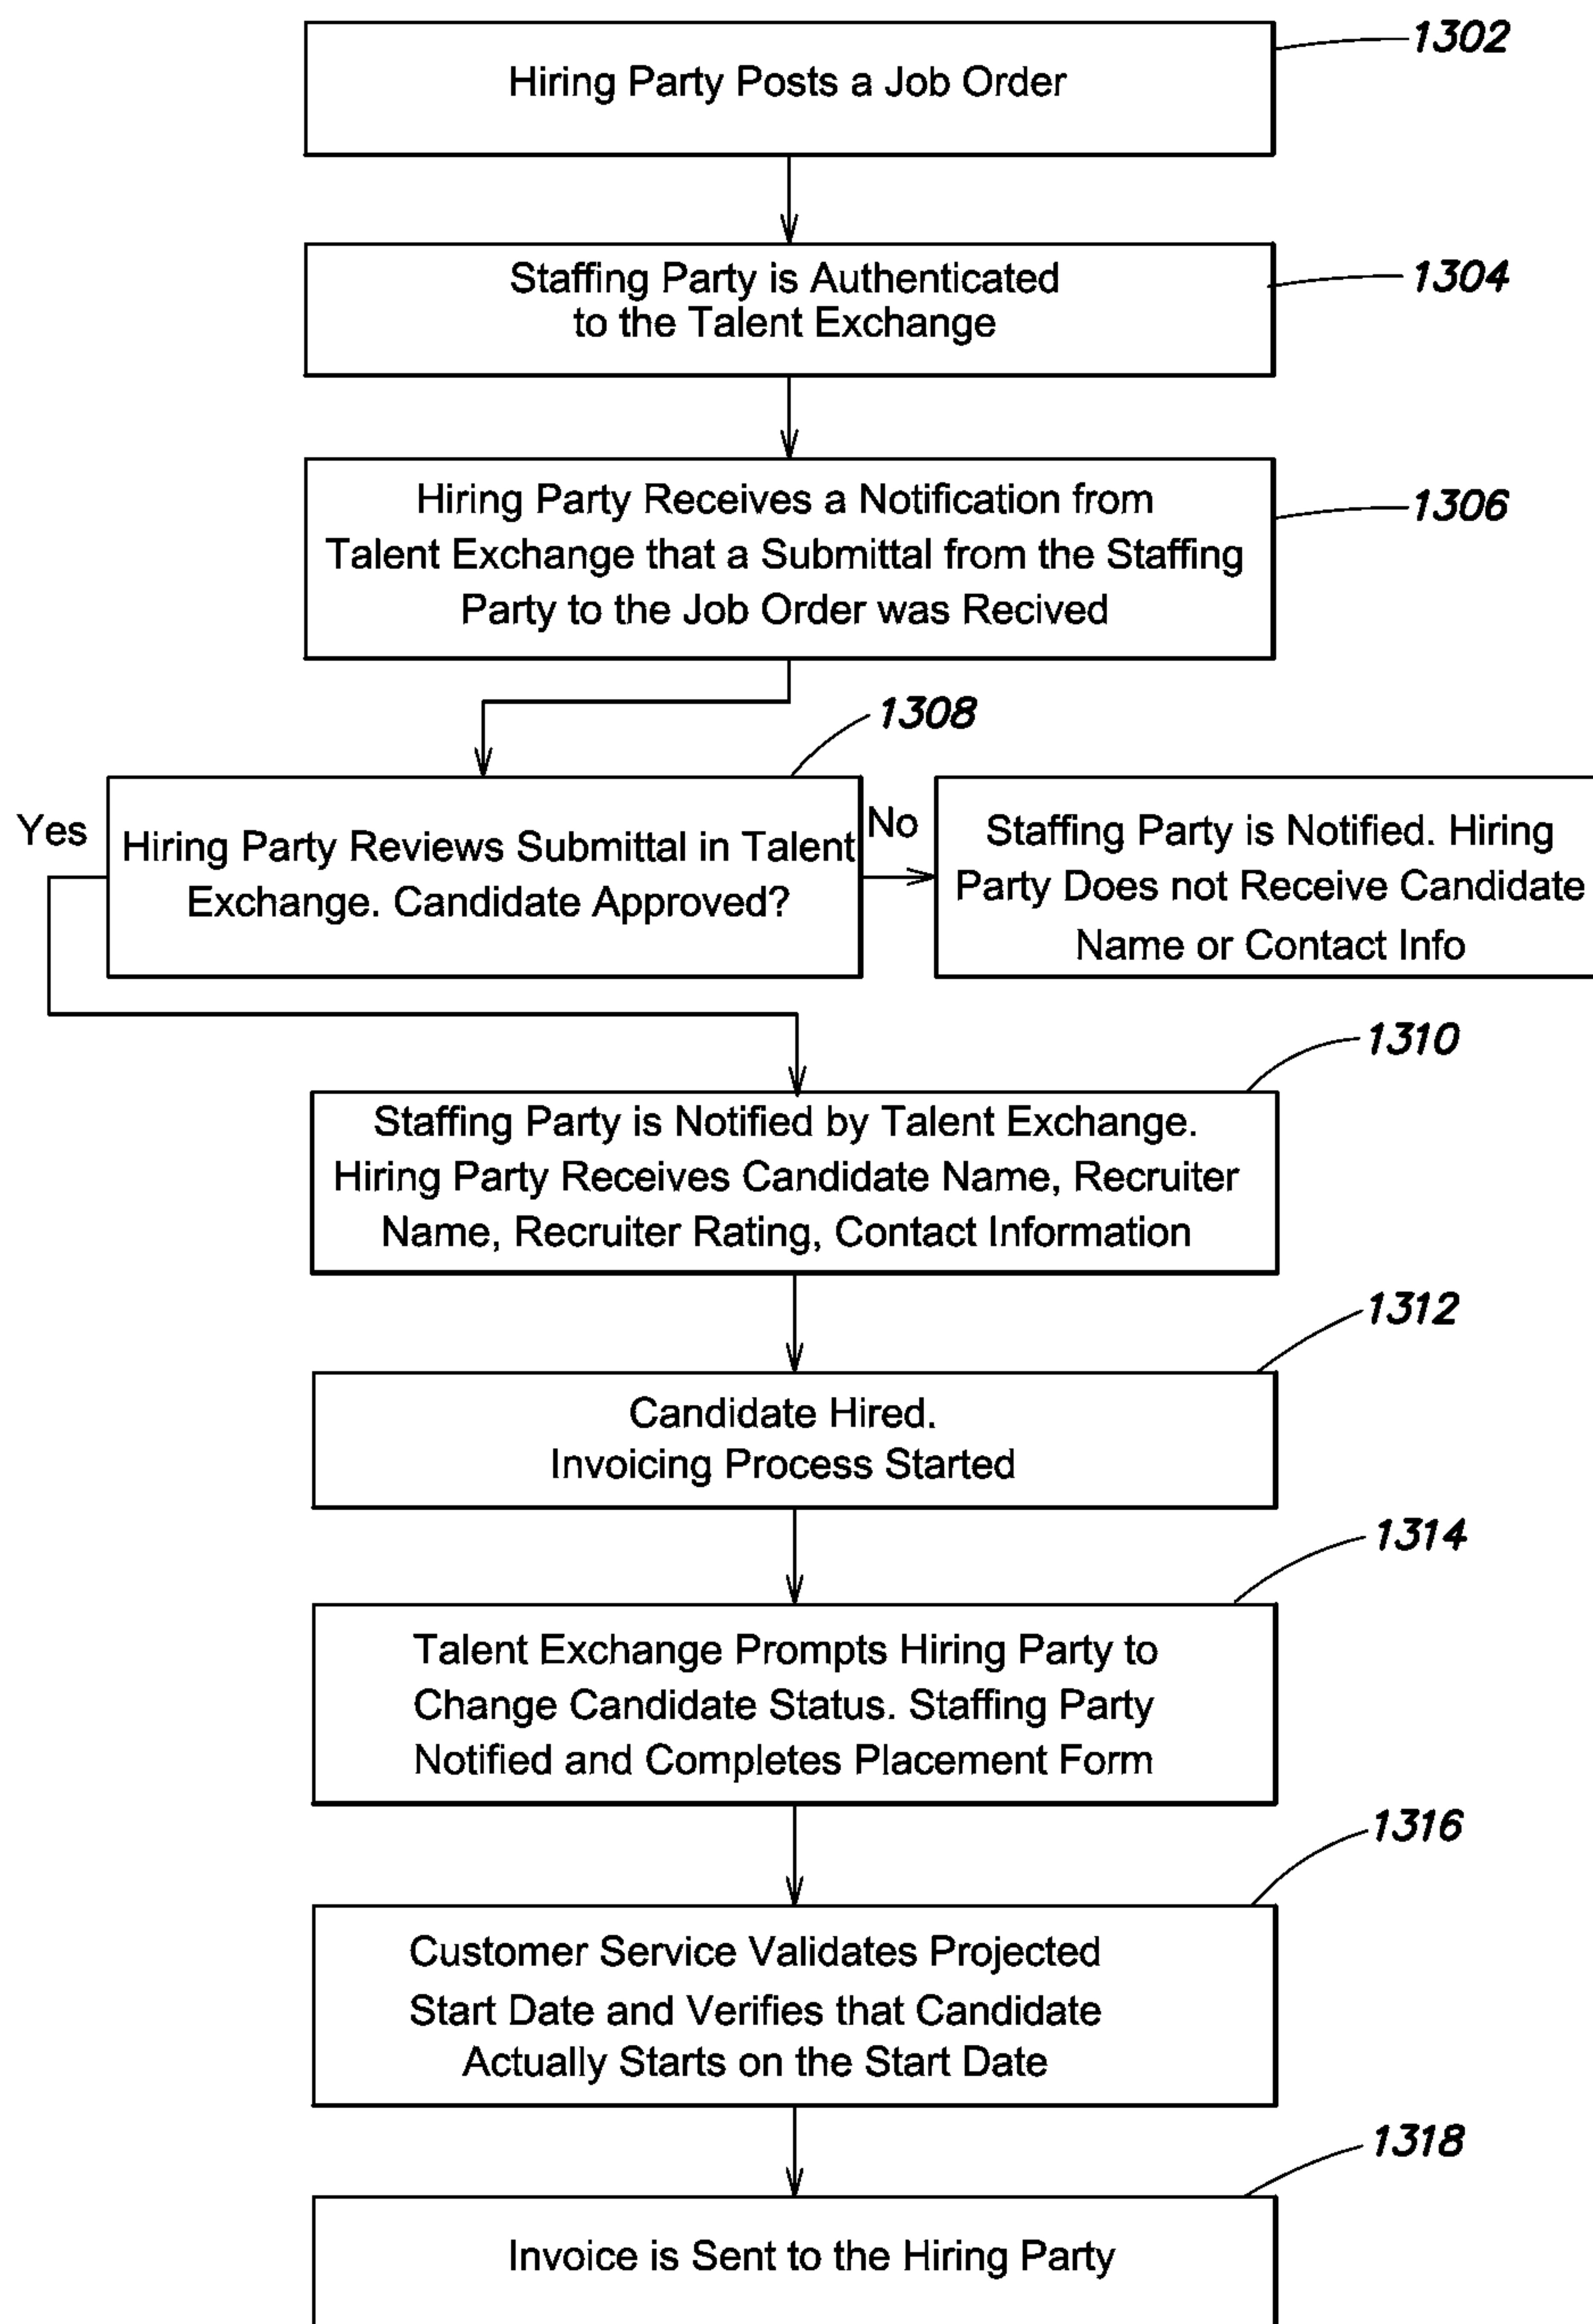 1302
Hiring Party Posts a Job Order
1304
Staffing Party is Authenticated
to the Talent Exchange
1306
Hiring Party Receives a Notification from
Talent Exchange that a Submittal from the Staffing
Party to the Job Order was Recived
1308
Yes
Hiring Party Reviews Submittal in Talent
Exchange. Candidate Approved?
No
Staffing Party is Notified. Hiring
Party Does not Receive Candidate
Name or Contact Info
1310
Staffing Party is Notified by Talent Exchange.
Hiring Party Receives Candidate Name, Recruiter
Name, Recruiter Rating, Contact Information
1312
Candidate Hired.
Invoicing Process Started
1314
Talent Exchange Prompts Hiring Party to
Change Candidate Status. Staffing Party
Notified and Completes Placement Form
1316
Customer Service Validates Projected
Start Date and Verifies that Candidate
Actually Starts on the Start Date
1318
Invoice is Sent to the Hiring Party